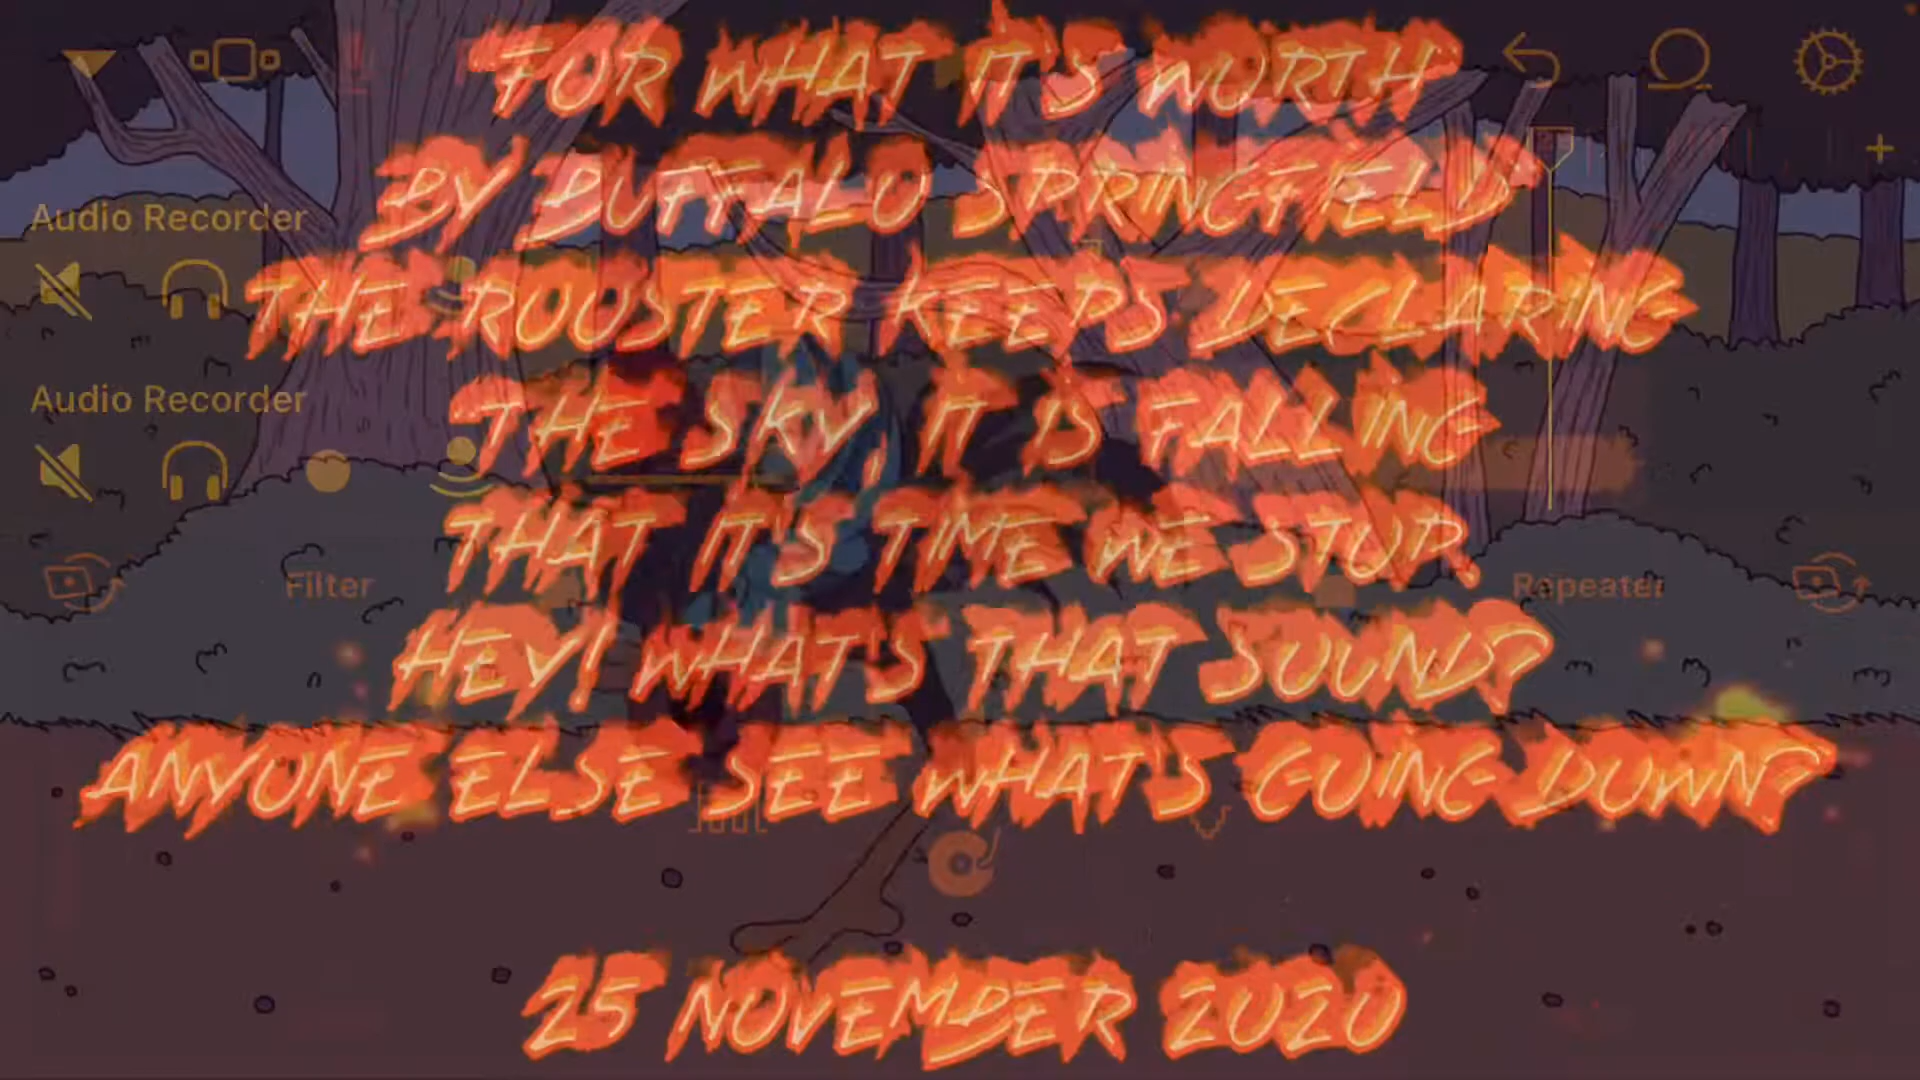 FOR WHAT IT'S WORTH
BY BUFFALO SPRINGFIELD
Audio Recorder
THE ROOSTER KEEPS DECLARING
Audio Recorder
THE SKY, IT IS FALLING
THAT IT'S TIME WE STOP.
Filter
Repeater
HEY! WHAT'S THAT SOUND?
ANYONE ELSE SEE WHAT'S GOING DOWN?
25 NOVEMBER 2020